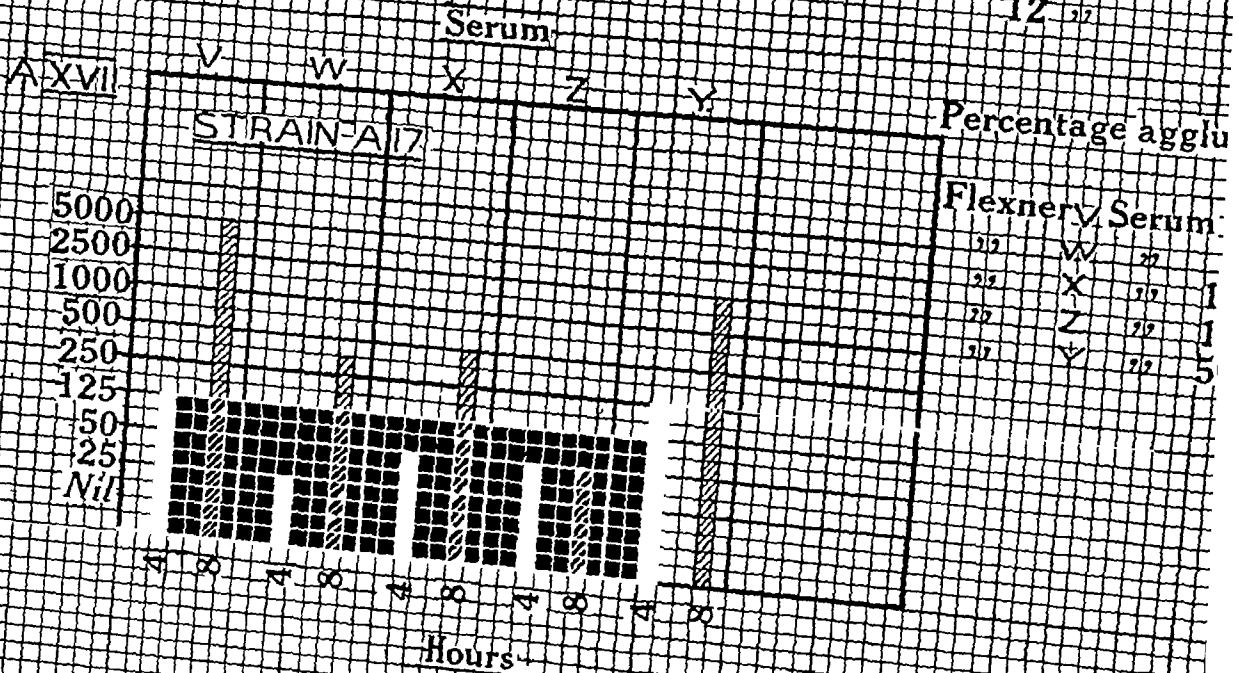 12 ,,
Serum
V W X Z Y
A XVII
STRAIN-A 17
Percentage agglu
5000
2500
1000
500
250
125
50
25
Nil
Flexner V Serum
,, W ,,
,, X ,, 1
,, Z ,, 1
,, Y ,, 5
4 8 4 8 4 8 4 8 4 8
Hours